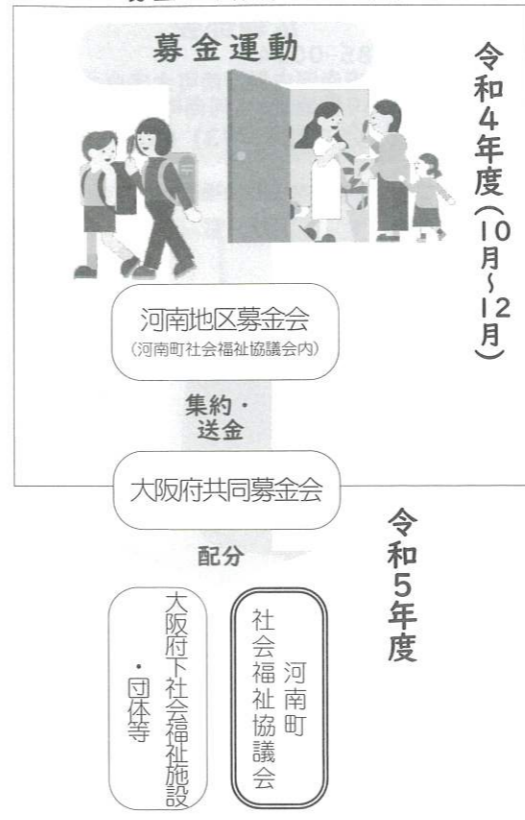 募金運動
令和4年度(10月~12月)
河南地区募金会
(河南町社会福祉協議会内)
集約・
送金
大阪府共同募金会
令和5年度
配分
河南町
社会福祉協議会
大阪府下社会福祉施設
・団体等